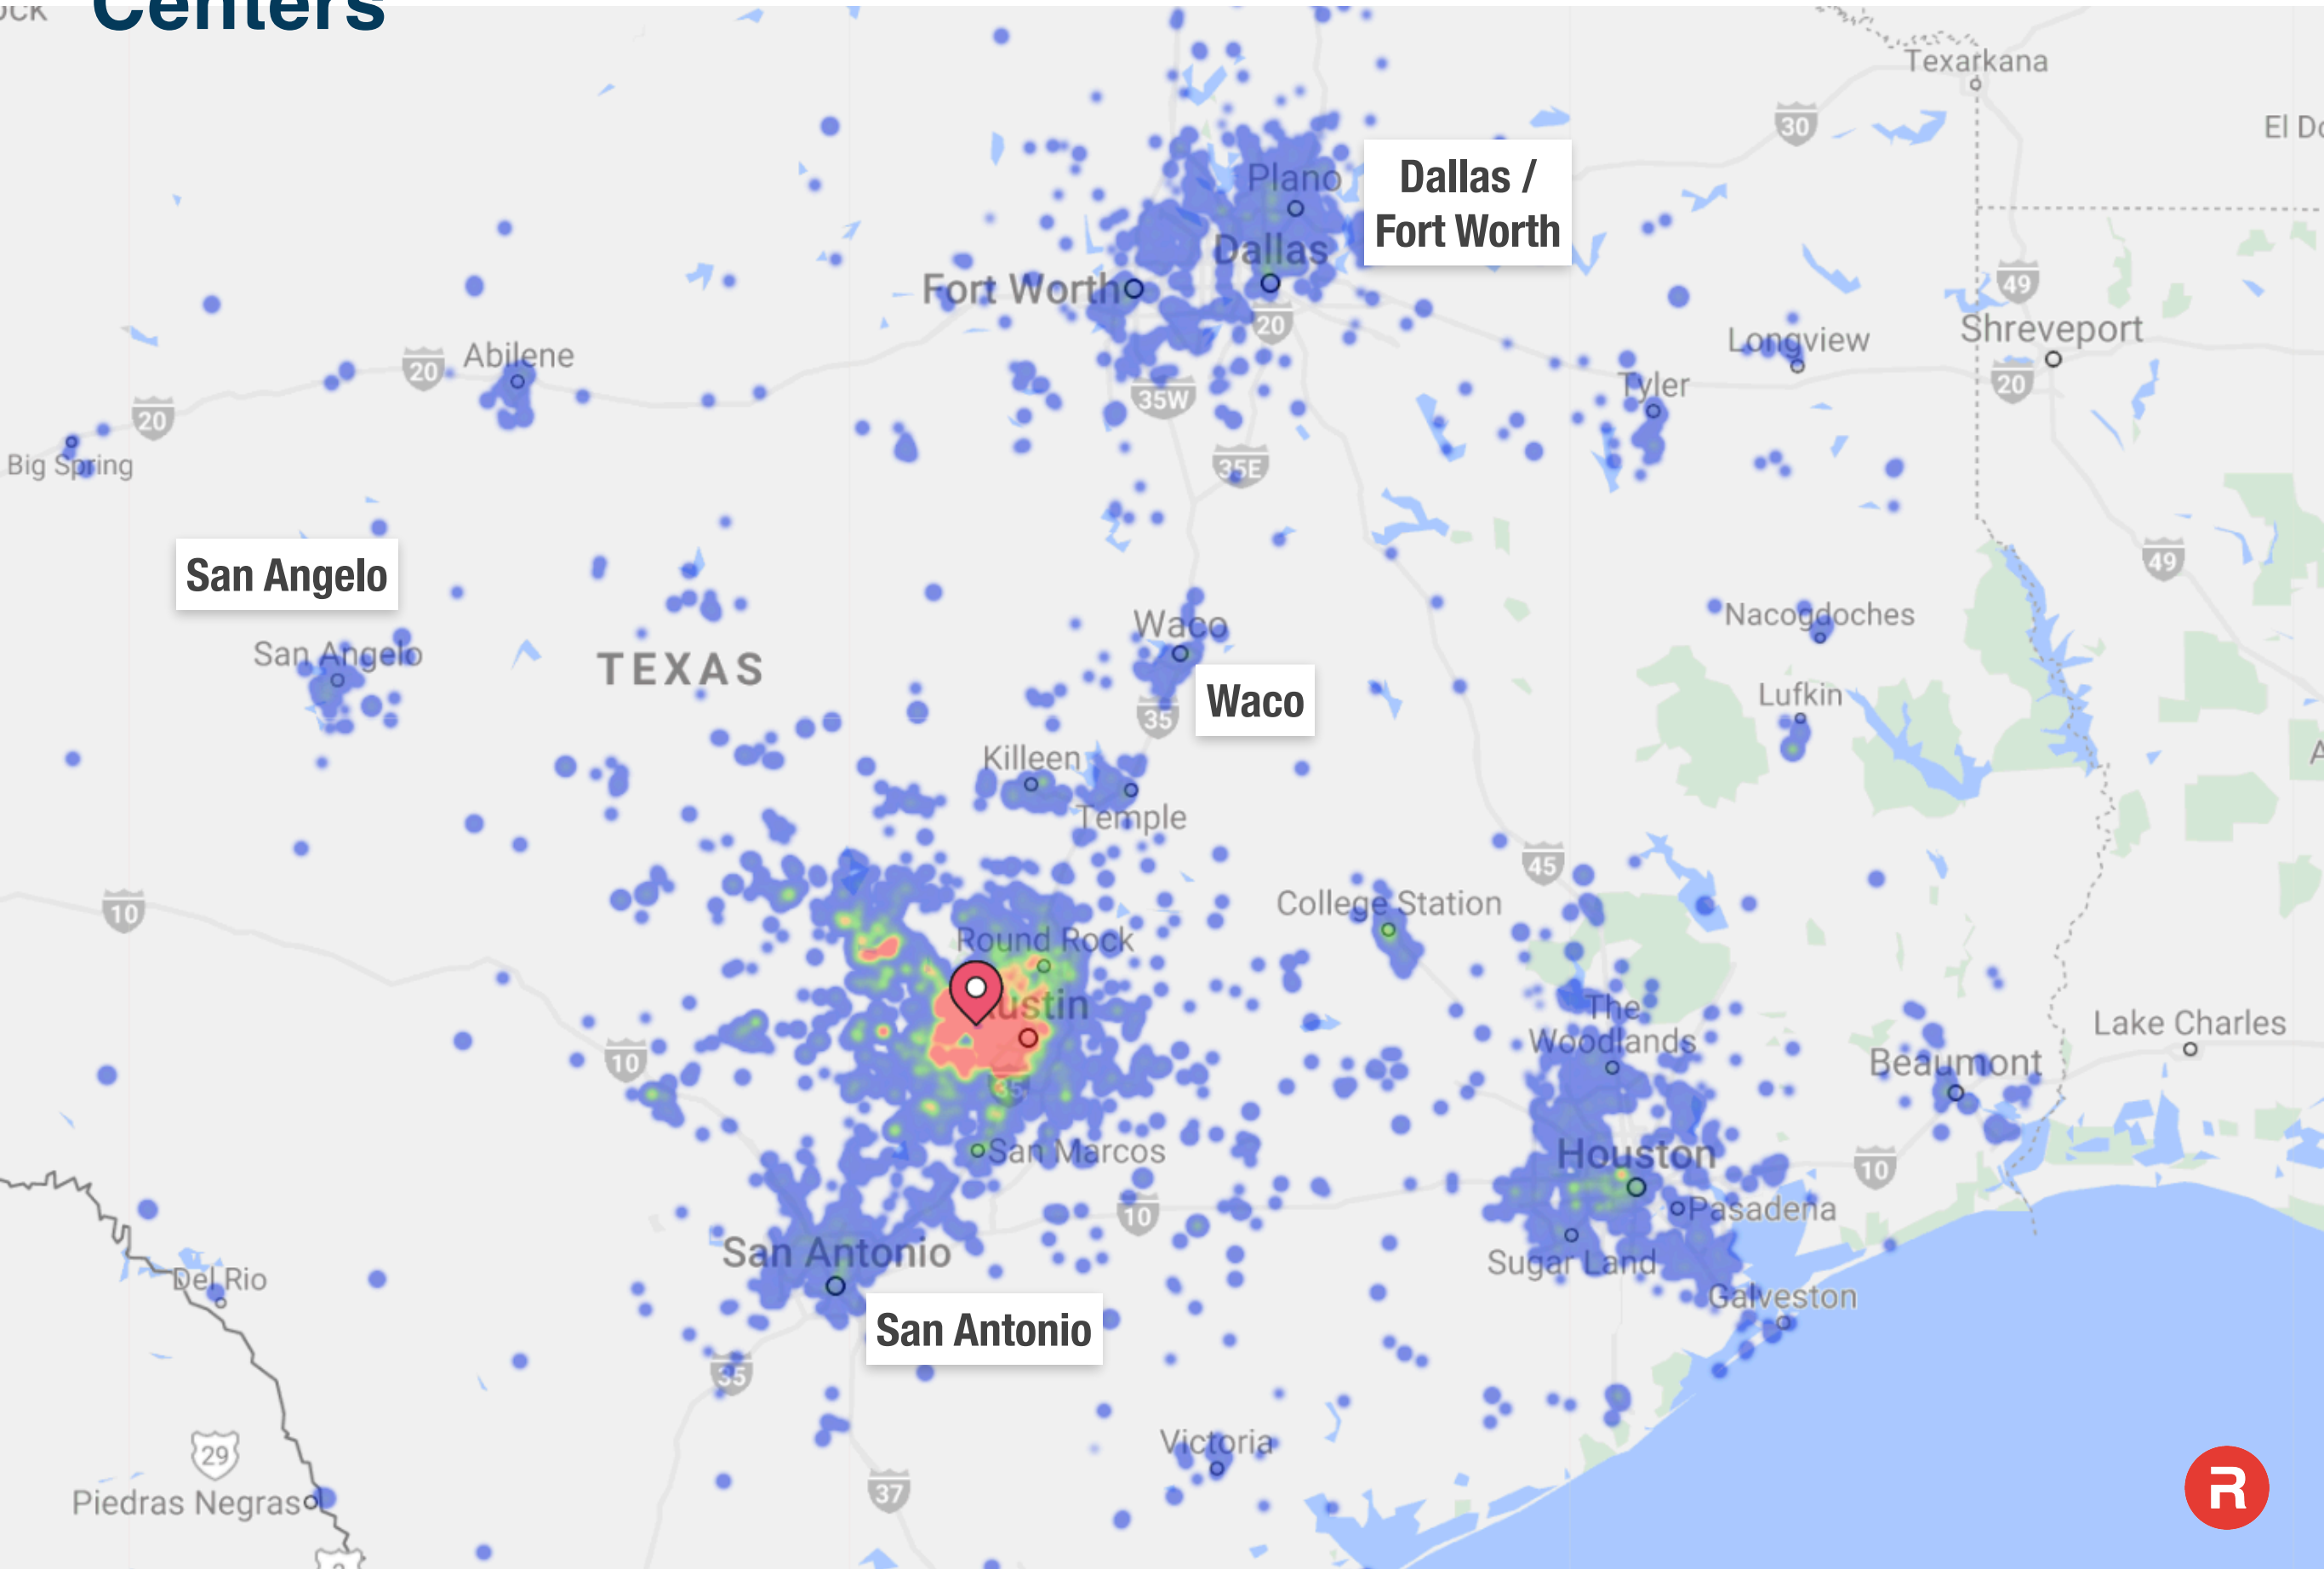 Centers
Texarkana
30
Plano
Dallas /
Fort Worth
Dallas
Fort Worth
20
49
Longview
Shreveport
Abilene
20
20
Tyler
20
35W
Big Spring
35E
San Angelo
49
Waco
Nacogdoches
San Angelo
TEXAS
Waco
35
Lufkin
Killeen
Temple
45
10
College Station
Round Rock
ustin
The
Woodlands
Lake Charles
10
Beaumont
35
San Marcos
Houston
10
10
Pasadena
San Antonio
Sugar Land
Del Rio
Galveston
San Antonio
35
Victoria
29
37
Piedras Negras
R